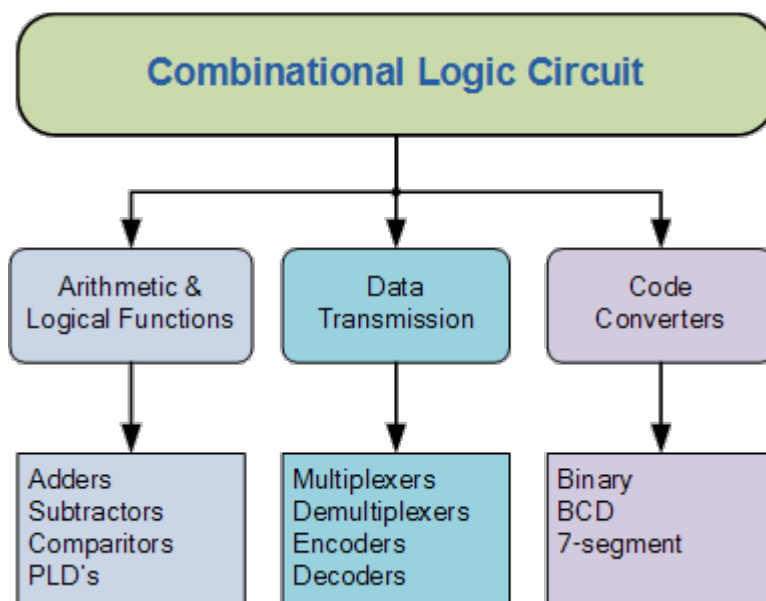 Combinational Logic Circuit
Arithmetic &
Logical Functions
Data
Transmission
Code
Converters
Adders
Subtractors
Comparitors
PLD's
Multiplexers
Demultiplexers
Encoders
Decoders
Binary
BCD
7-segment